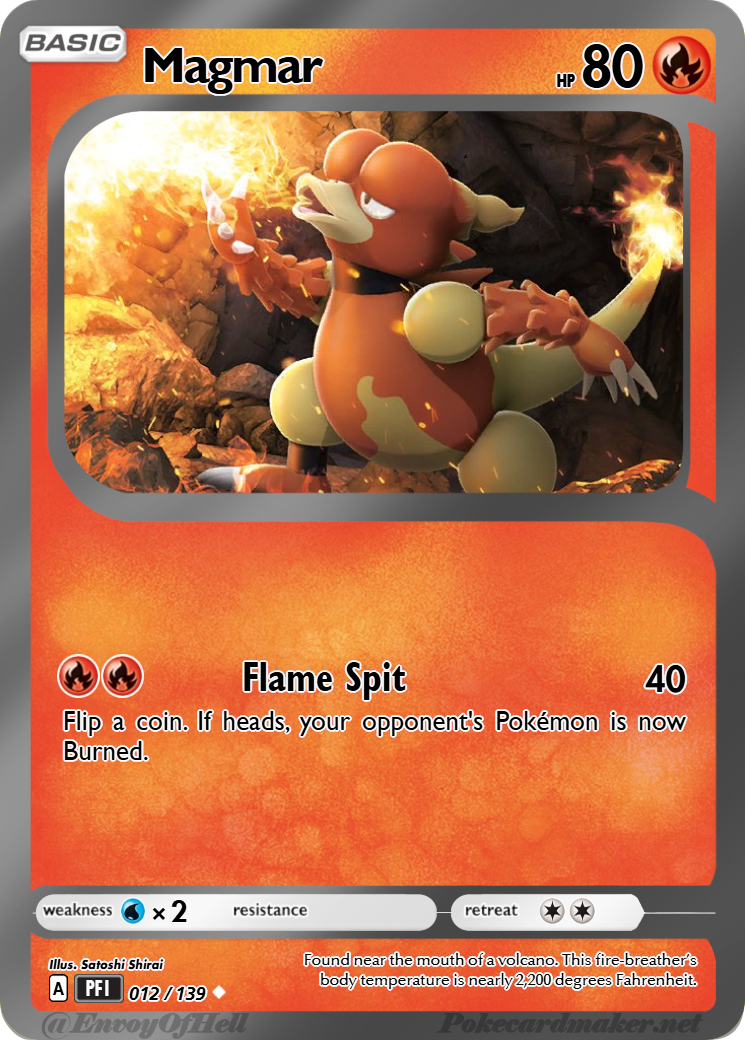 BASIC
Magmar
HP 80
Flame Spit 40
Flip a coin. If heads, your opponent's Pokémon is now
Burned.
weakness × 2 resistance retreat
Illus. Satoshi Shirai
A PFI 012 / 139
Found near the mouth of a volcano. This fire-breather's
body temperature is nearly 2,200 degrees Fahrenheit.
@EnvoyOfHell
Pokecardmaker.net